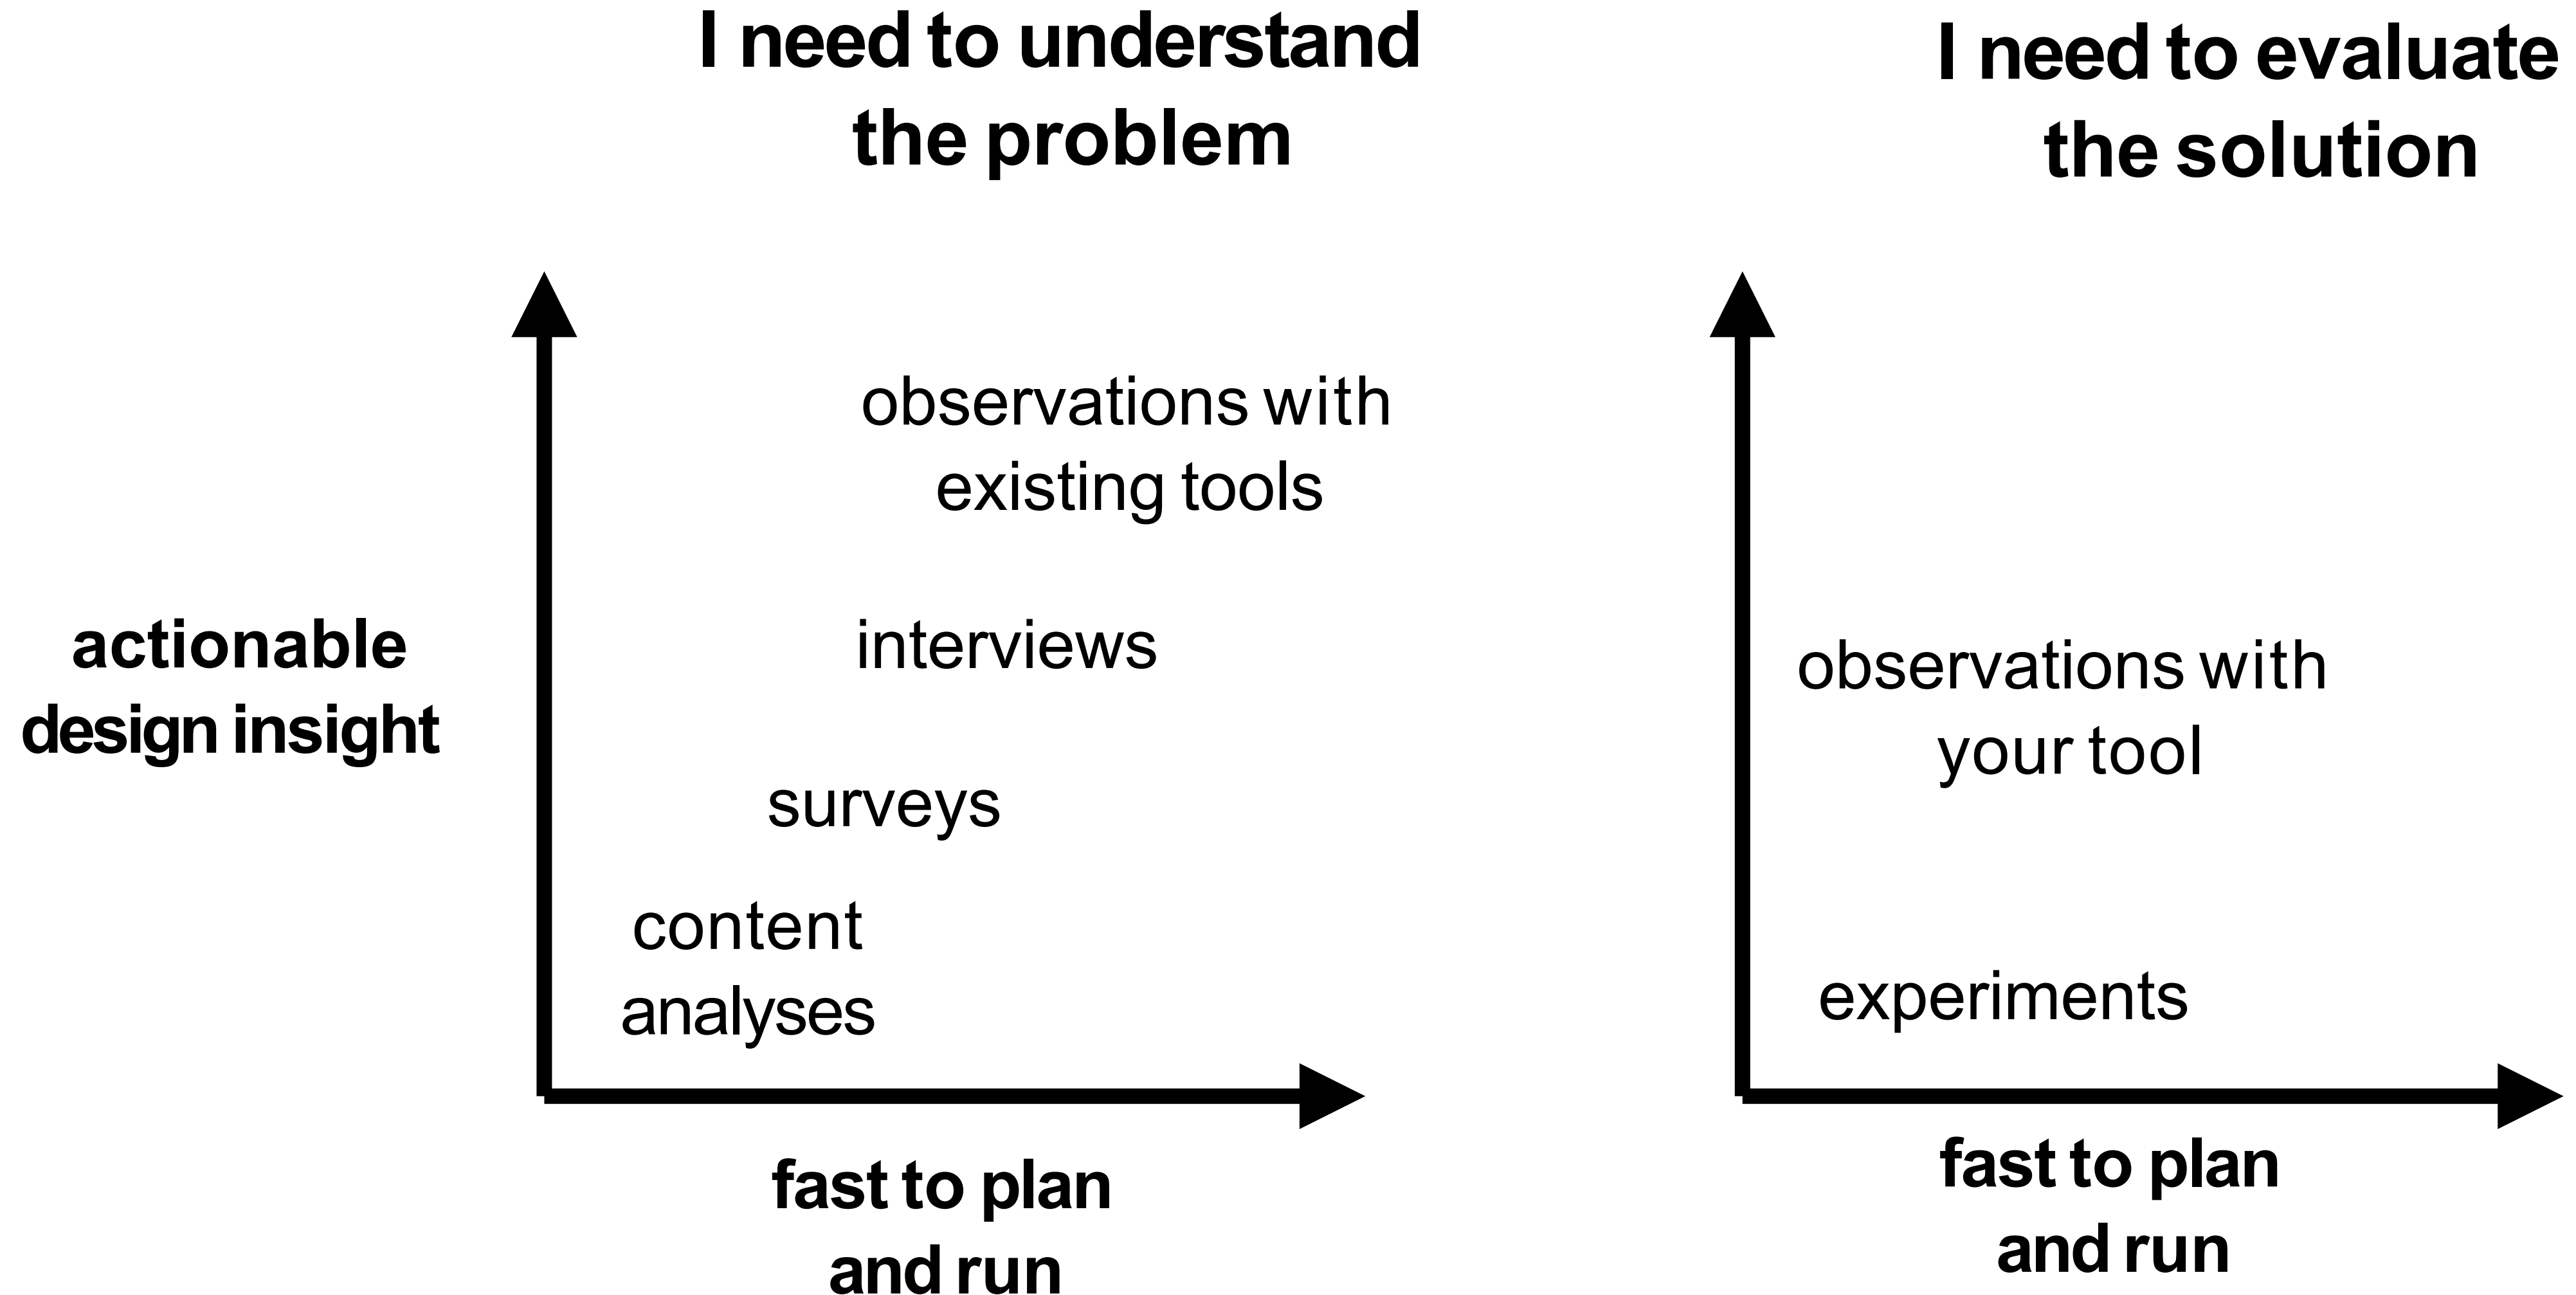 I need to understand
the problem
I need to evaluate
the solution
actionable
design insight
observations with
existing tools
interviews
surveys
content
analyses
fast to plan
and run
observations with
your tool
experiments
fast to plan
and run